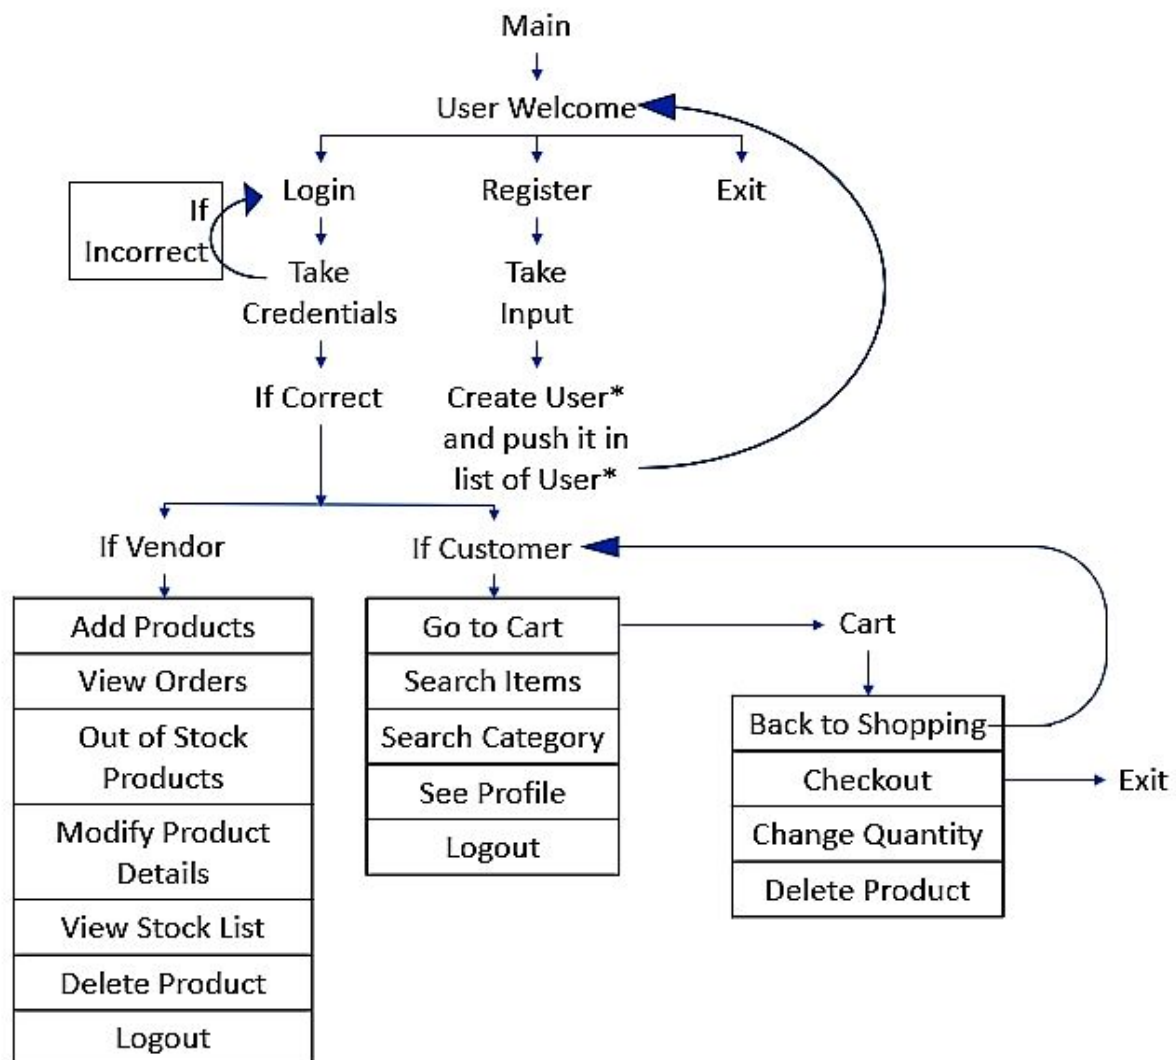 Main
User Welcome
Login
Register
Exit
If
Incorrect
Take
Credentials
Take
Input
If Correct
Create User*
and push it in
list of User*
If Vendor
If Customer
Add Products
View Orders
Out of Stock
Products
Modify Product
Details
View Stock List
Delete Product
Logout
Go to Cart
Search Items
Search Category
See Profile
Logout
Cart
Back to Shopping
Checkout
Exit
Change Quantity
Delete Product